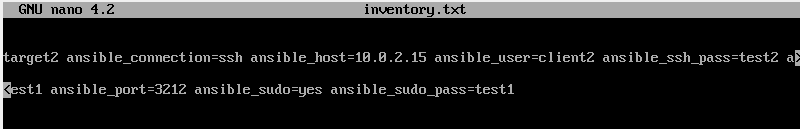 GNU nano 4.2 inventory.txt
target2 ansible_connection=ssh ansible_host=10.0.2.15 ansible_user=client2 ansible_ssh_pass=test2 a>
<est1 ansible_port=3212 ansible_sudo=yes ansible_sudo_pass=test1